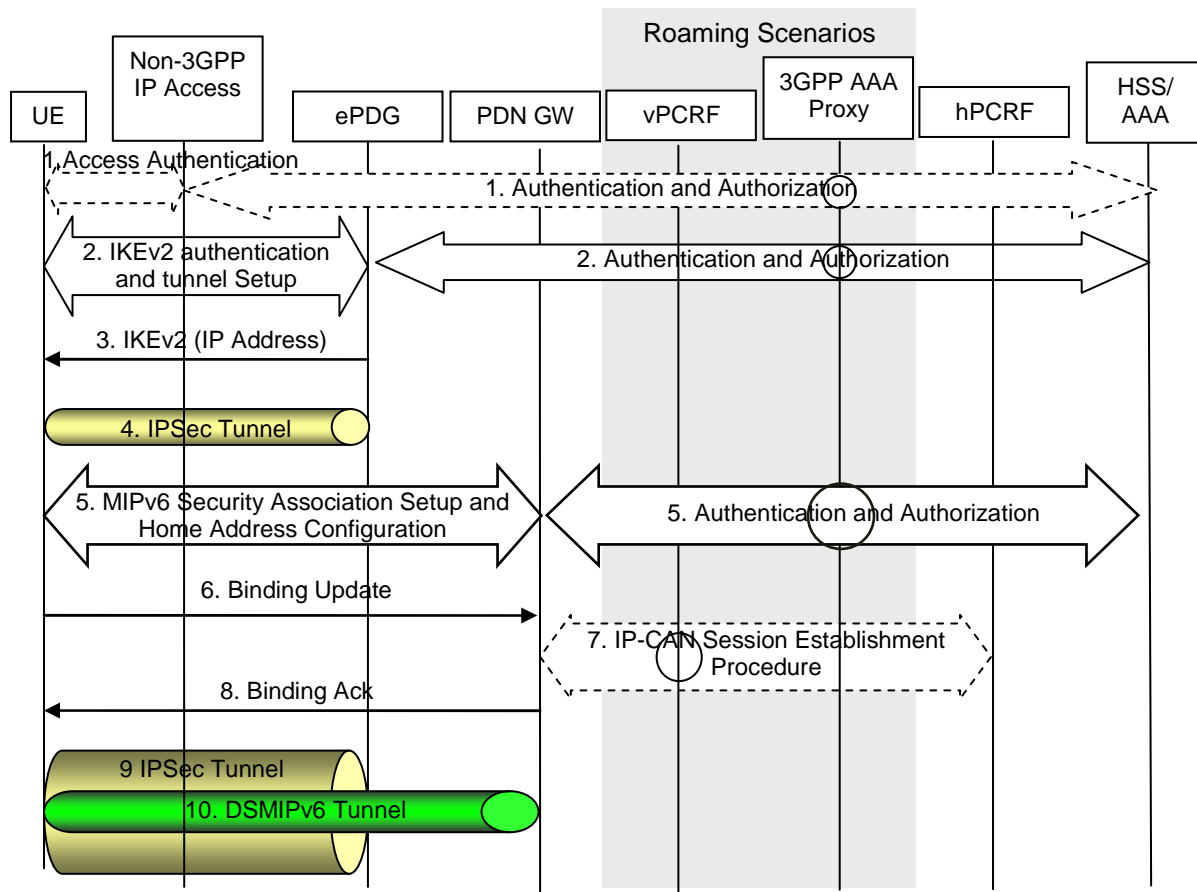 Roaming Scenarios
Non-3GPP
IP Access
UE
ePDG
PDN GW
vPCRF
3GPP AAA
Proxy
hPCRF
HSS/
AAA
1.Access Authentication
1. Authentication and Authorization
2. IKEv2 authentication
and tunnel Setup
2. Authentication and Authorization
3. IKEv2 (IP Address)
4. IPSec Tunnel
5. MIPv6 Security Association Setup and
Home Address Configuration
5. Authentication and Authorization
6. Binding Update
7. IP-CAN Session Establishment
Procedure
8. Binding Ack
9 IPSec Tunnel
10. DSMIPv6 Tunnel